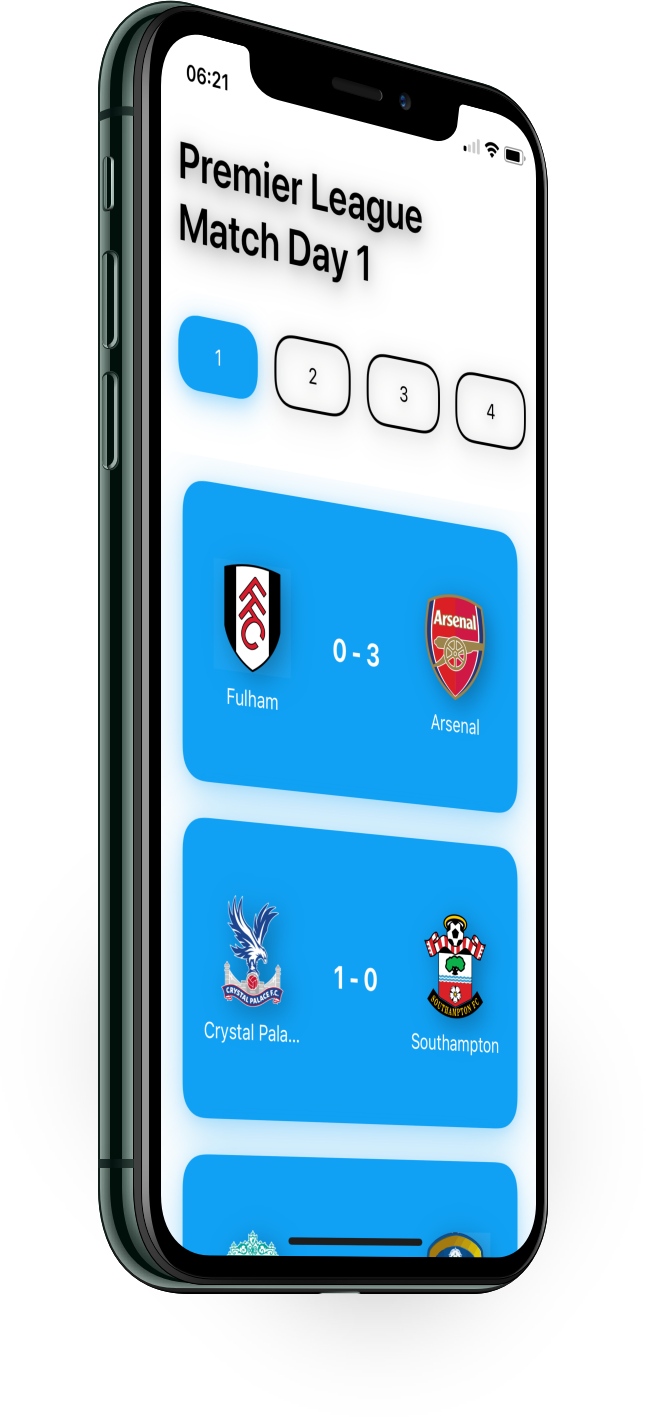 06:21
Premier League
Match Day 1
1
2
3
4
FFC
Arsenal
0 - 3
Fulham
Arsenal
CRYSTAL PALACE F.C.
SOUTHAMPTON FC
1 - 0
Crystal Pala...
Southampton